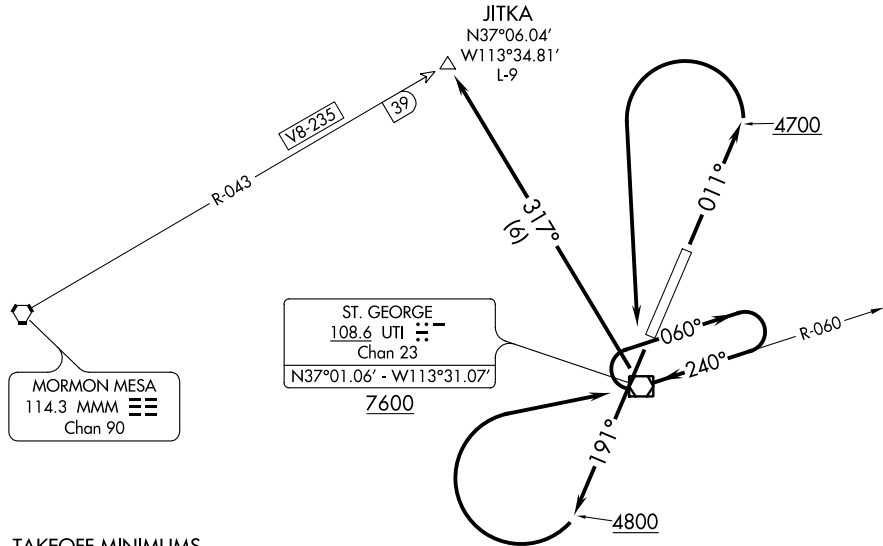 JITKA
N37°06.04'
W113°34.81'
L-9
39
V8-235
R-043
4700
011°
317°
(6)
ST. GEORGE
108.6 UTI
Chan 23
N37°01.06' - W113°31.07'
7600
060°
R-060
240°
MORMON MESA
114.3 MMM
Chan 90
191°
4800
TAKEOFF MINIMUMS